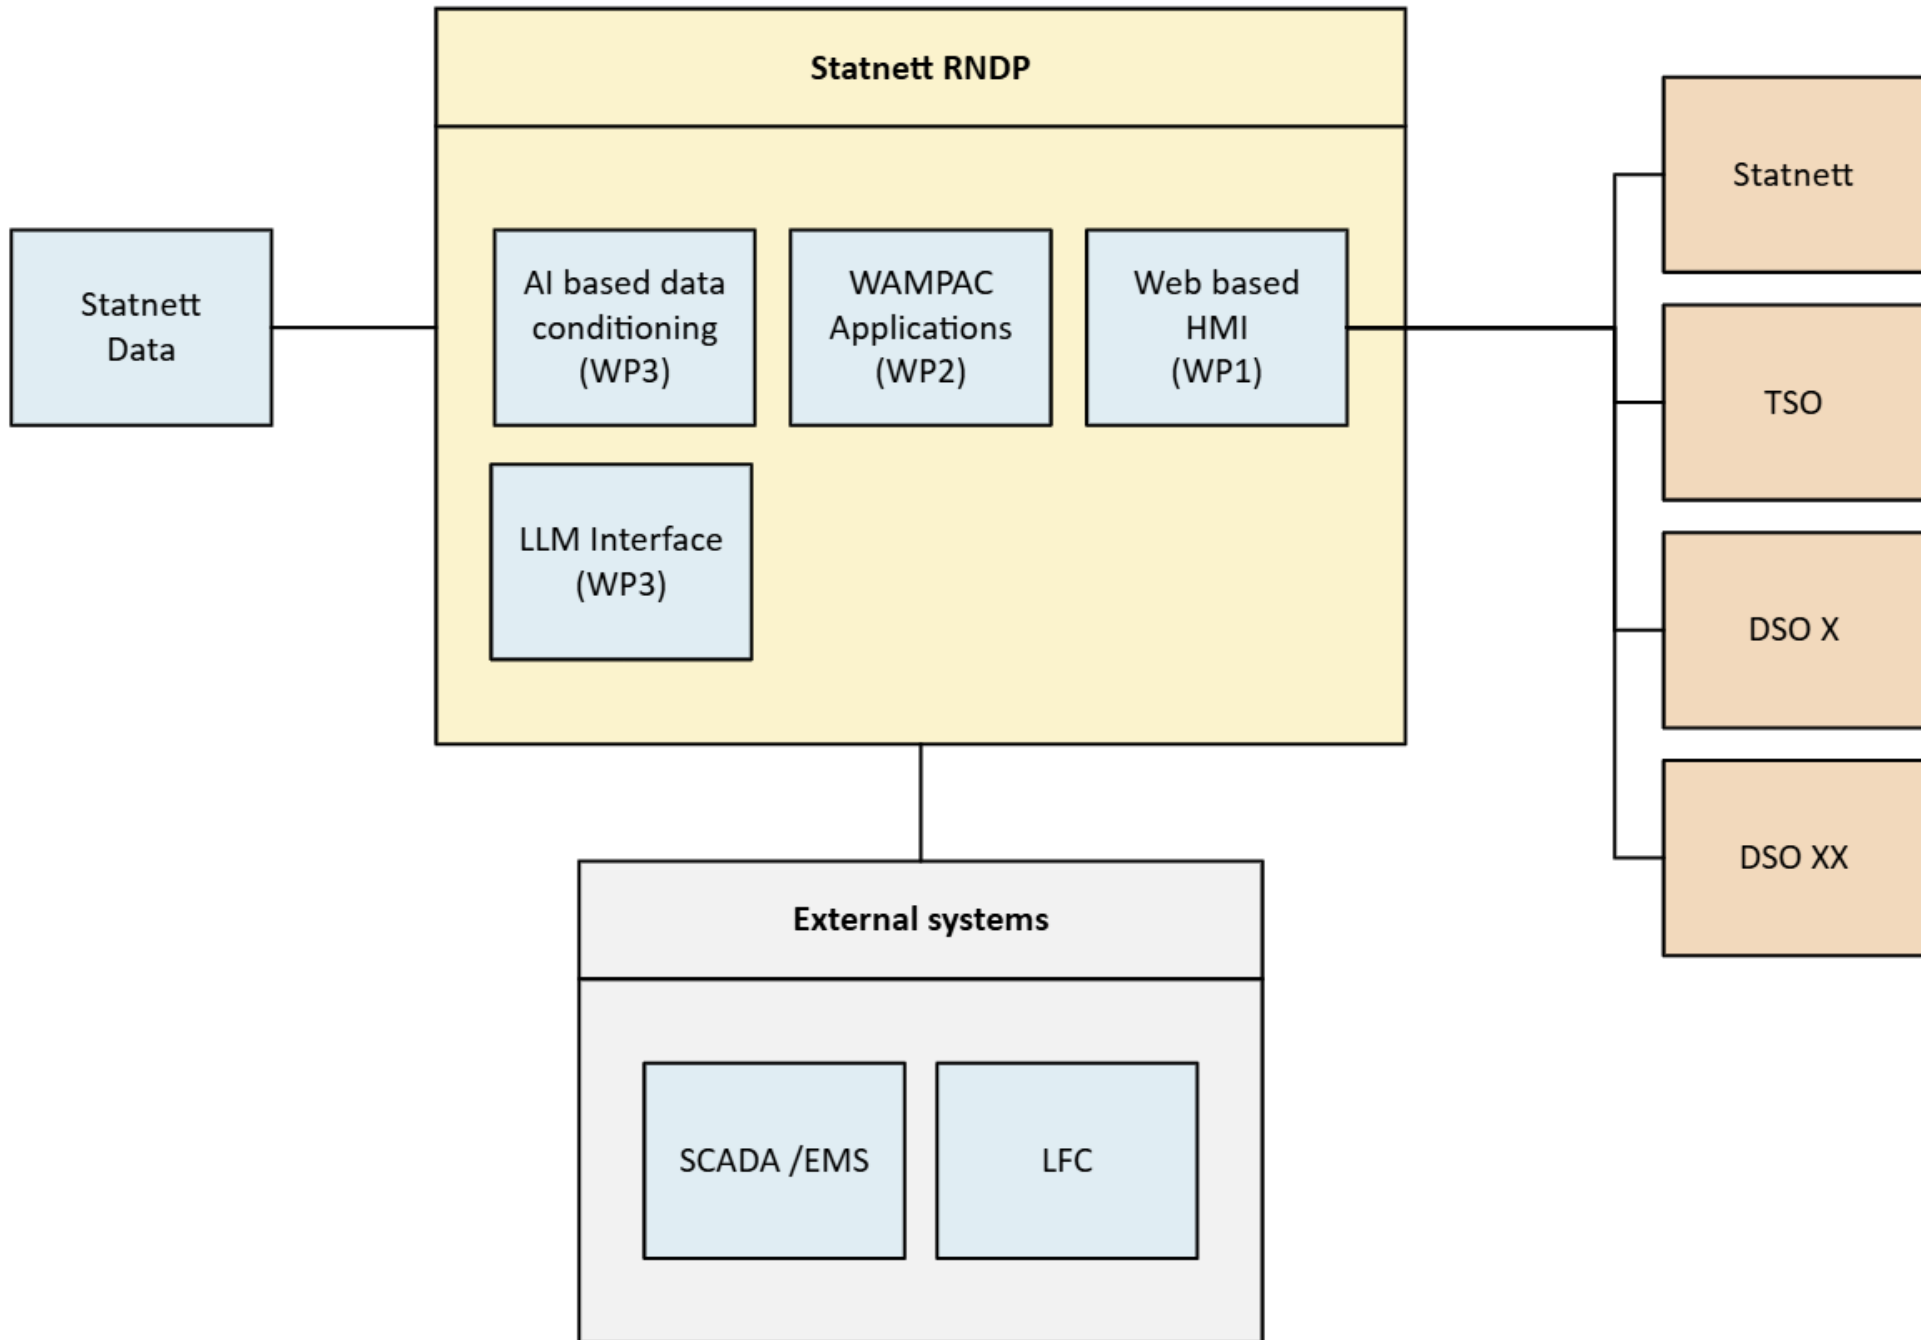 Statnett RNDP
Statnett
Data
AI based data
conditioning
(WP3)
WAMPAC
Applications
(WP2)
Web based
HMI
(WP1)
LLM Interface
(WP3)
Statnett
TSO
DSO X
DSO XX
External systems
SCADA /EMS
LFC